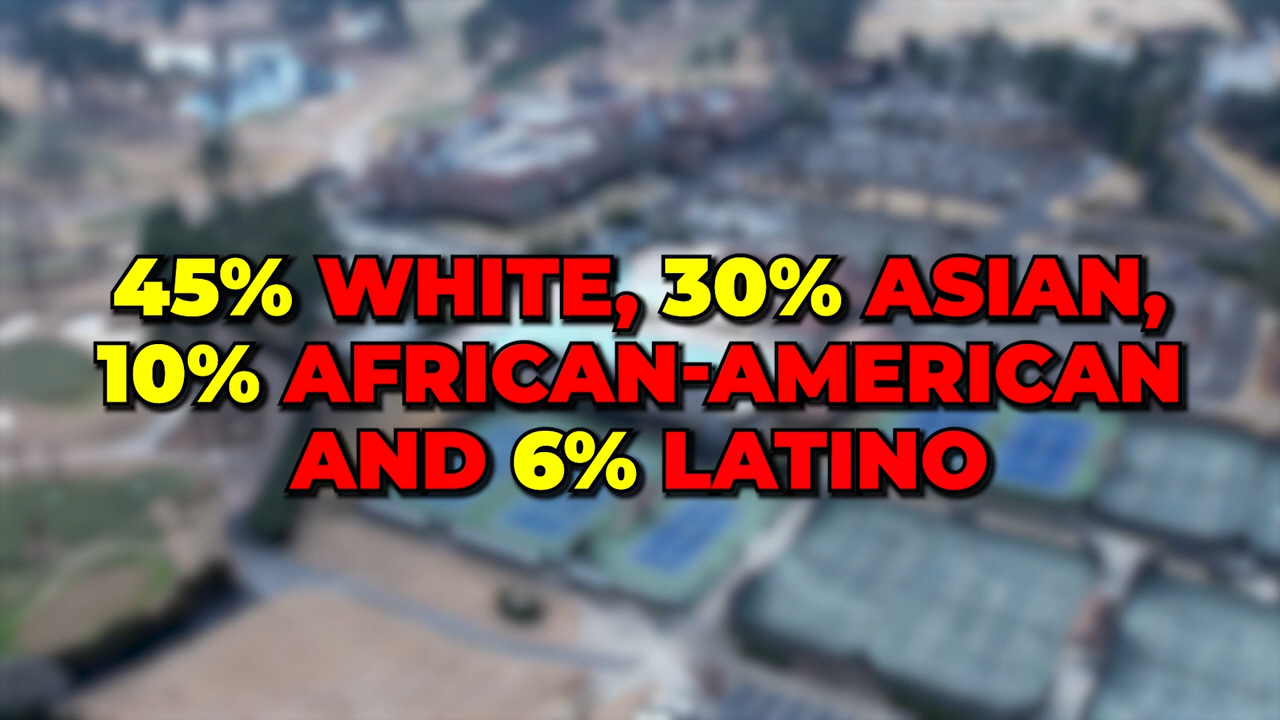 45% WHITE, 30% ASIAN,
10% AFRICAN-AMERICAN
AND 6% LATINO